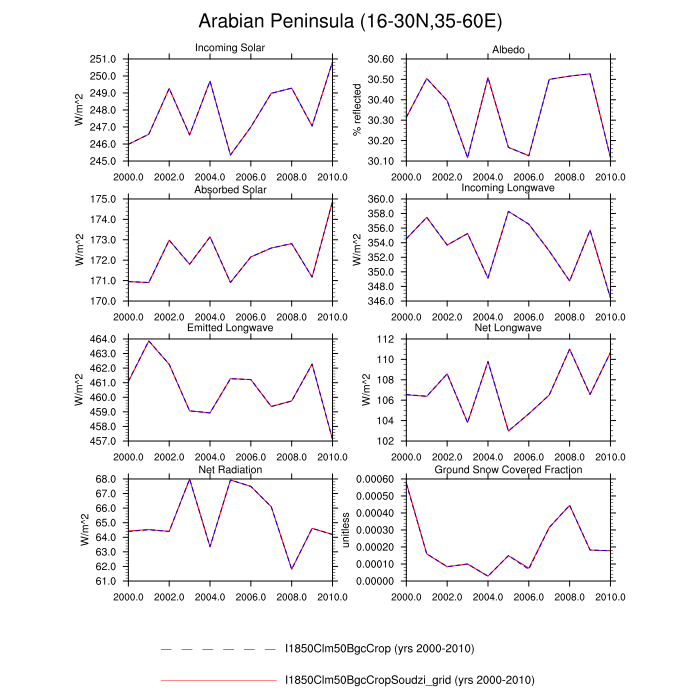 Arabian Peninsula (16-30N,35-60E)
Incoming Solar
Albedo
W/m^2
251.0
250.0
249.0
248.0
247.0
246.0
245.0
2000.0 2002.0 2004.0 2006.0 2008.0 2010.0
% reflected
30.60
30.50
30.40
30.30
30.20
30.10
2000.0 2002.0 2004.0 2006.0 2008.0 2010.0
Absorbed Solar
Incoming Longwave
W/m^2
175.0
174.0
173.0
172.0
171.0
170.0
2000.0 2002.0 2004.0 2006.0 2008.0 2010.0
W/m^2
360.0
358.0
356.0
354.0
352.0
350.0
348.0
346.0
2000.0 2002.0 2004.0 2006.0 2008.0 2010.0
Emitted Longwave
Net Longwave
W/m^2
464.0
463.0
462.0
461.0
460.0
459.0
458.0
457.0
2000.0 2002.0 2004.0 2006.0 2008.0 2010.0
W/m^2
112
110
108
106
104
102
2000.0 2002.0 2004.0 2006.0 2008.0 2010.0
Net Radiation
Ground Snow Covered Fraction
W/m^2
68.0
67.0
66.0
65.0
64.0
63.0
62.0
61.0
2000.0 2002.0 2004.0 2006.0 2008.0 2010.0
unitless
0.00060
0.00050
0.00040
0.00030
0.00020
0.00010
0.00000
2000.0 2002.0 2004.0 2006.0 2008.0 2010.0
I1850Clm50BgcCrop (yrs 2000-2010)
I1850Clm50BgcCropSoudzi_grid (yrs 2000-2010)